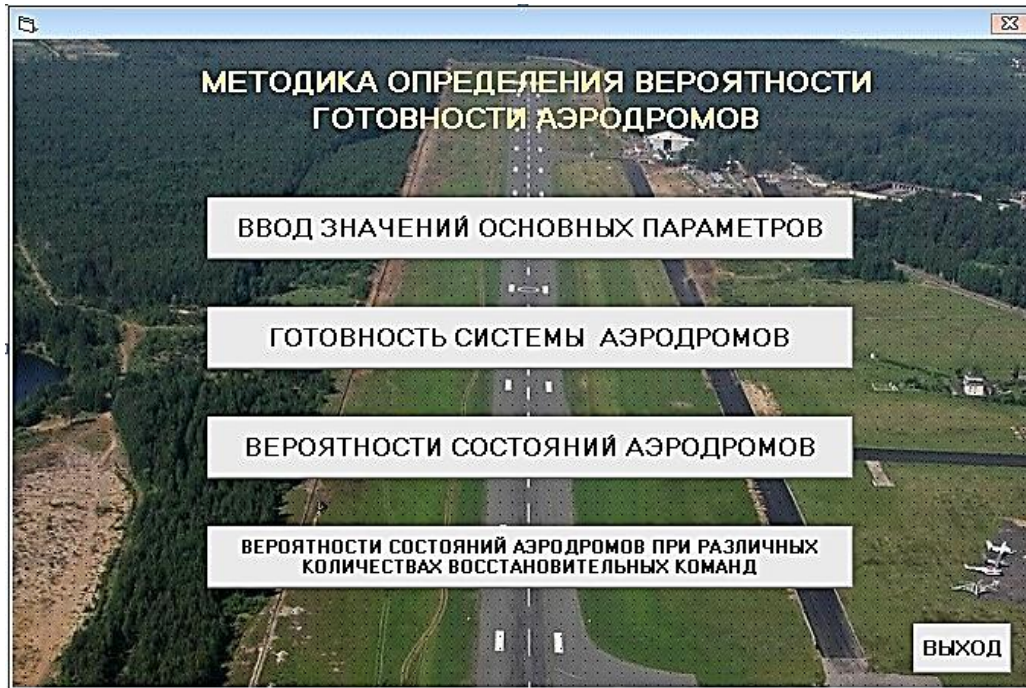 МЕТОДИКА ОПРЕДЕЛЕНИЯ ВЕРОЯТНОСТИ
ГОТОВНОСТИ АЭРОДРОМОВ
ВВОД ЗНАЧЕНИЙ ОСНОВНЫХ ПАРАМЕТРОВ
ГОТОВНОСТЬ СИСТЕМЫ АЭРОДРОМОВ
ВЕРОЯТНОСТИ СОСТОЯНИЙ АЭРОДРОМОВ
ВЕРОЯТНОСТИ СОСТОЯНИЙ АЭРОДРОМОВ ПРИ РАЗЛИЧНЫХ
КОЛИЧЕСТВАХ ВОССТАНОВИТЕЛЬНЫХ КОМАНД
ВЫХОД